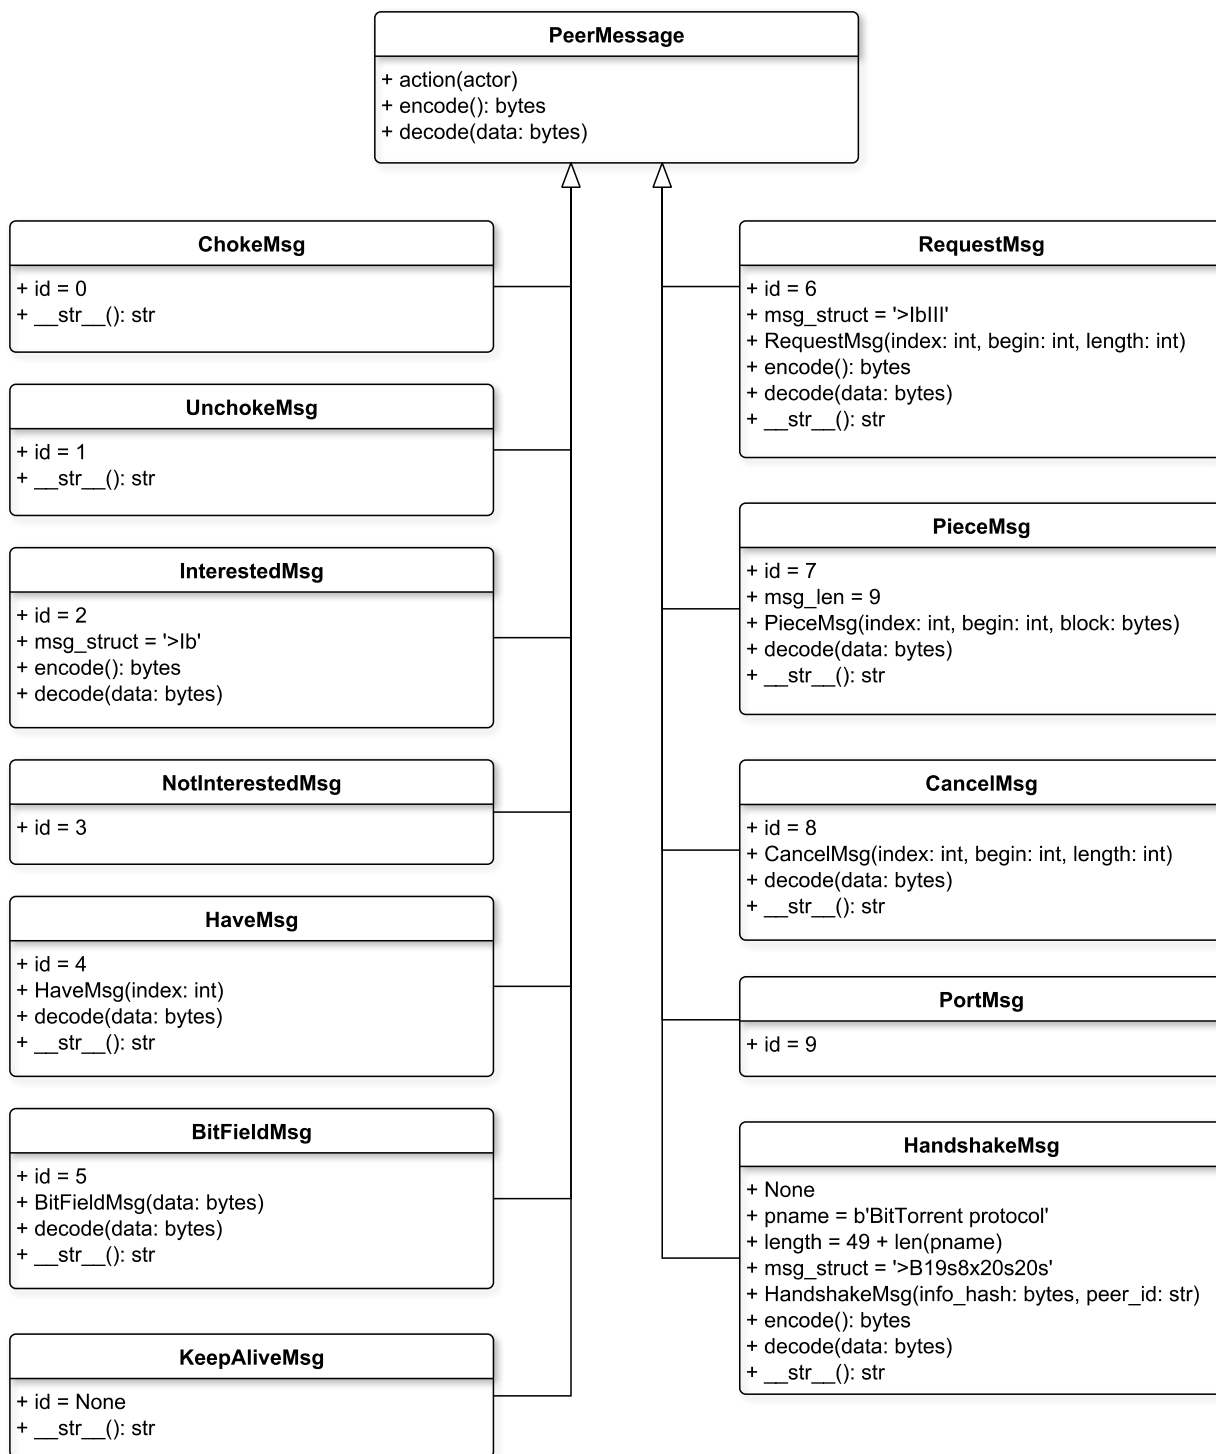 PeerMessage
+ action(actor)
+ encode(): bytes
+ decode(data: bytes)
ChokeMsg
+ id = 0
+ __str__(): str
UnchokeMsg
+ id = 1
+ __str__(): str
InterestedMsg
+ id = 2
+ msg_struct = '>Ib'
+ encode(): bytes
+ decode(data: bytes)
NotInterestedMsg
+ id = 3
HaveMsg
+ id = 4
+ HaveMsg(index: int)
+ decode(data: bytes)
+ __str__(): str
BitFieldMsg
+ id = 5
+ BitFieldMsg(data: bytes)
+ decode(data: bytes)
+ __str__(): str
KeepAliveMsg
+ id = None
+ __str__(): str
RequestMsg
+ id = 6
+ msg_struct = '>IbIII'
+ RequestMsg(index: int, begin: int, length: int)
+ encode(): bytes
+ decode(data: bytes)
+ __str__(): str
PieceMsg
+ id = 7
+ msg_len = 9
+ PieceMsg(index: int, begin: int, block: bytes)
+ decode(data: bytes)
+ __str__(): str
CancelMsg
+ id = 8
+ CancelMsg(index: int, begin: int, length: int)
+ decode(data: bytes)
+ __str__(): str
PortMsg
+ id = 9
HandshakeMsg
+ None
+ pname = b'BitTorrent protocol'
+ length = 49 + len(pname)
+ msg_struct = '>B19s8x20s20s'
+ HandshakeMsg(info_hash: bytes, peer_id: str)
+ encode(): bytes
+ decode(data: bytes)
+ __str__(): str